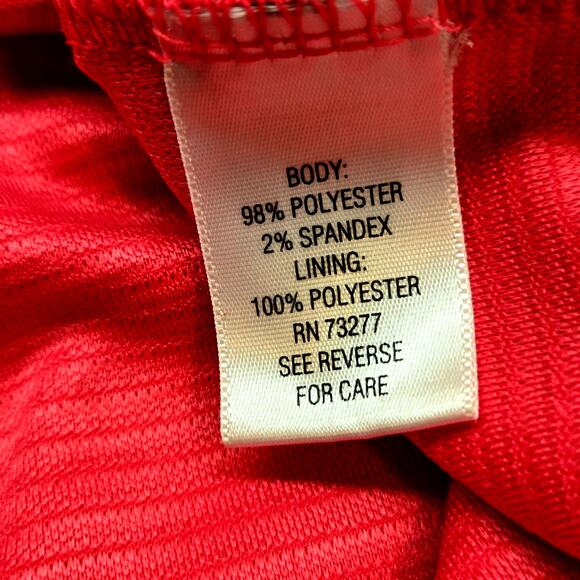 BODY:
98% POLYESTER
2% SPANDEX
LINING:
100% POLYESTER
RN 73277
SEE REVERSE
FOR CARE